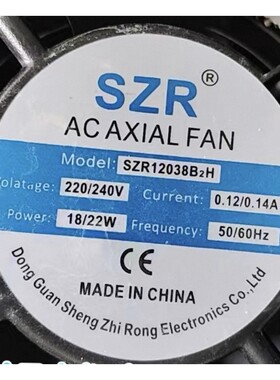 SZR®
AC AXIAL FAN
Model: SZR12038B₂H
Volatage: 220/240V Current: 0.12/0.14A
Power: 18/22W Frequency: 50/60Hz
CE
MADE IN CHINA
Dong Guan Sheng Zhi Rong Electronics Co.,Ltd